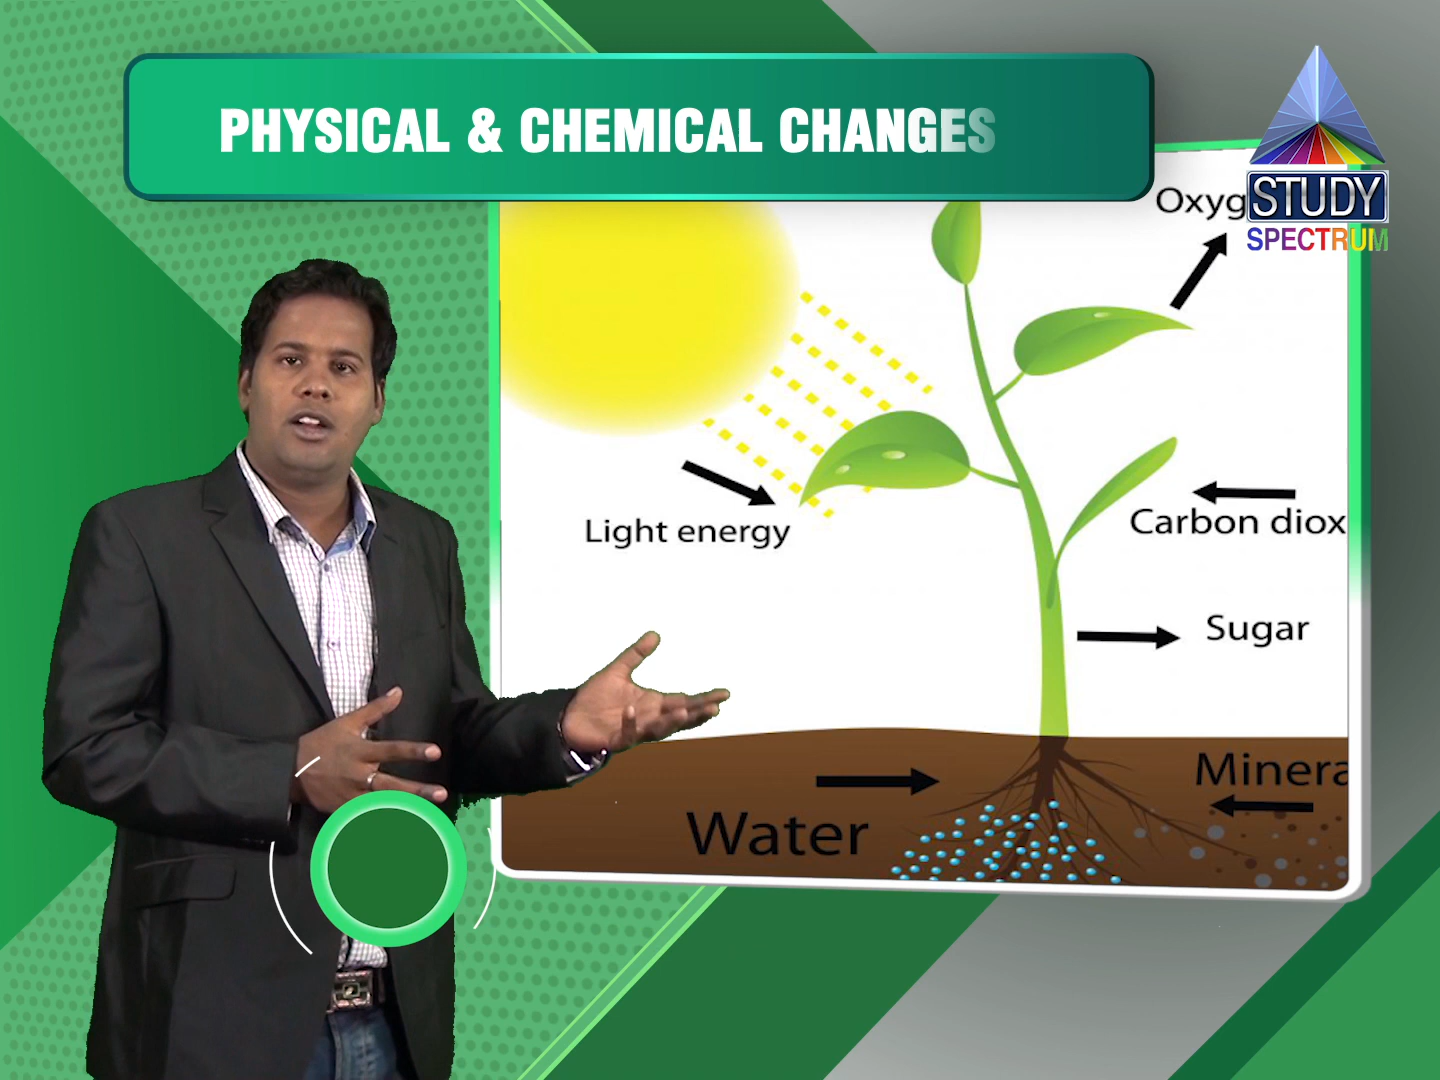 PHYSICAL & CHEMICAL CHANGES
STUDY
SPECTRUM
Oxyg
Light energy
Carbon diox
Sugar
Minera
Water